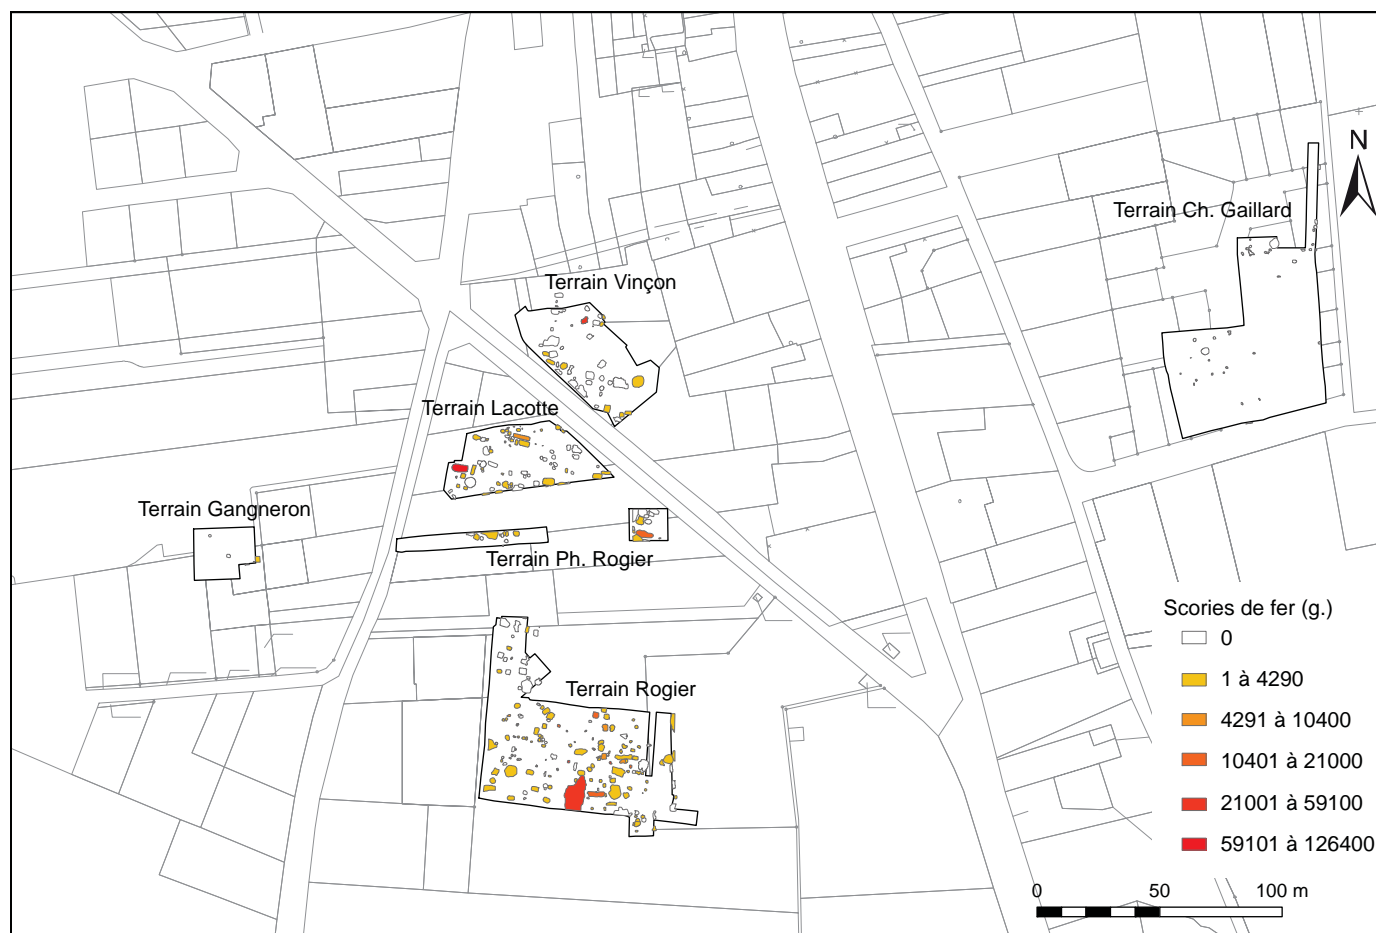 N
Terrain Ch. Gaillard
Terrain Vinçon
Terrain Lacotte
Terrain Gangneron
Terrain Ph. Rogier
Terrain Rogier
Scories de fer (g.)
0
1 à 4290
4291 à 10400
10401 à 21000
21001 à 59100
59101 à 126400
0 50 100 m